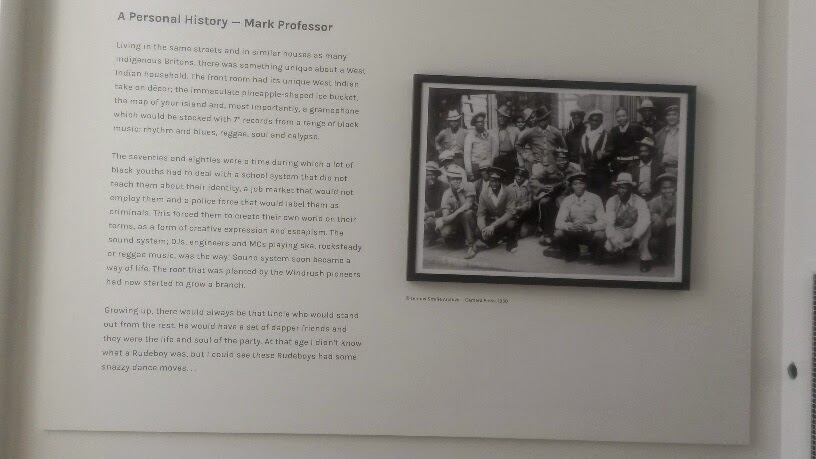 A Personal History — Mark Professor
Living in the same streets and in similar houses as many
indigenous Britons, there was something unique about a West
Indian household. The front room had its unique West Indian
take on décor; the immaculate pineapple-shaped ice bucket,
the map of your island and, most importantly, a gramophone
which would be stocked with 7" records from a range of black
music: rhythm and blues, reggae, soul and calypso.
The seventies and eighties were a time during which a lot of
black youths had to deal with a school system that did not
teach them about their identity, a job market that would not
employ them and a police force that would label them as
criminals. This forced them to create their own world on their
terms, as a form of creative expression and escapism. The
sound system; DJs, engineers and MCs playing ska, rocksteady
or reggae music, was the way. Sound system soon became a
way of life. The root that was planted by the Windrush pioneers
had now started to grow a branch.
Growing up, there would always be that Uncle who would stand
out from the rest. He would have a set of dapper friends and
they were the life and soul of the party. At that age I didn't know
what a Rudeboy was, but I could see these Rudeboys had some
snazzy dance moves...
Archive